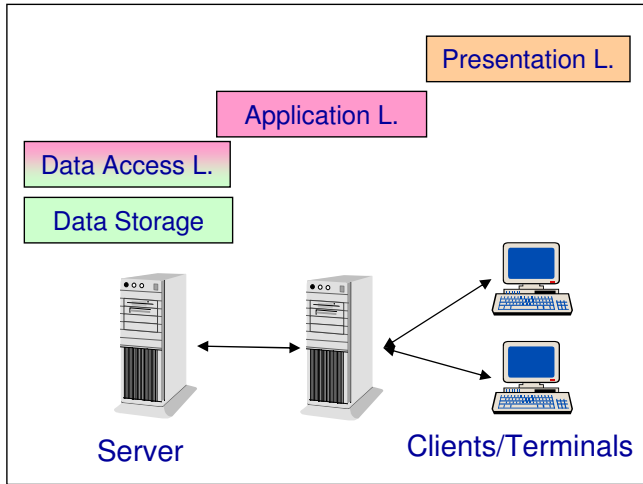 Presentation L.
Application L.
Data Access L.
Data Storage
Server
Clients/Terminals